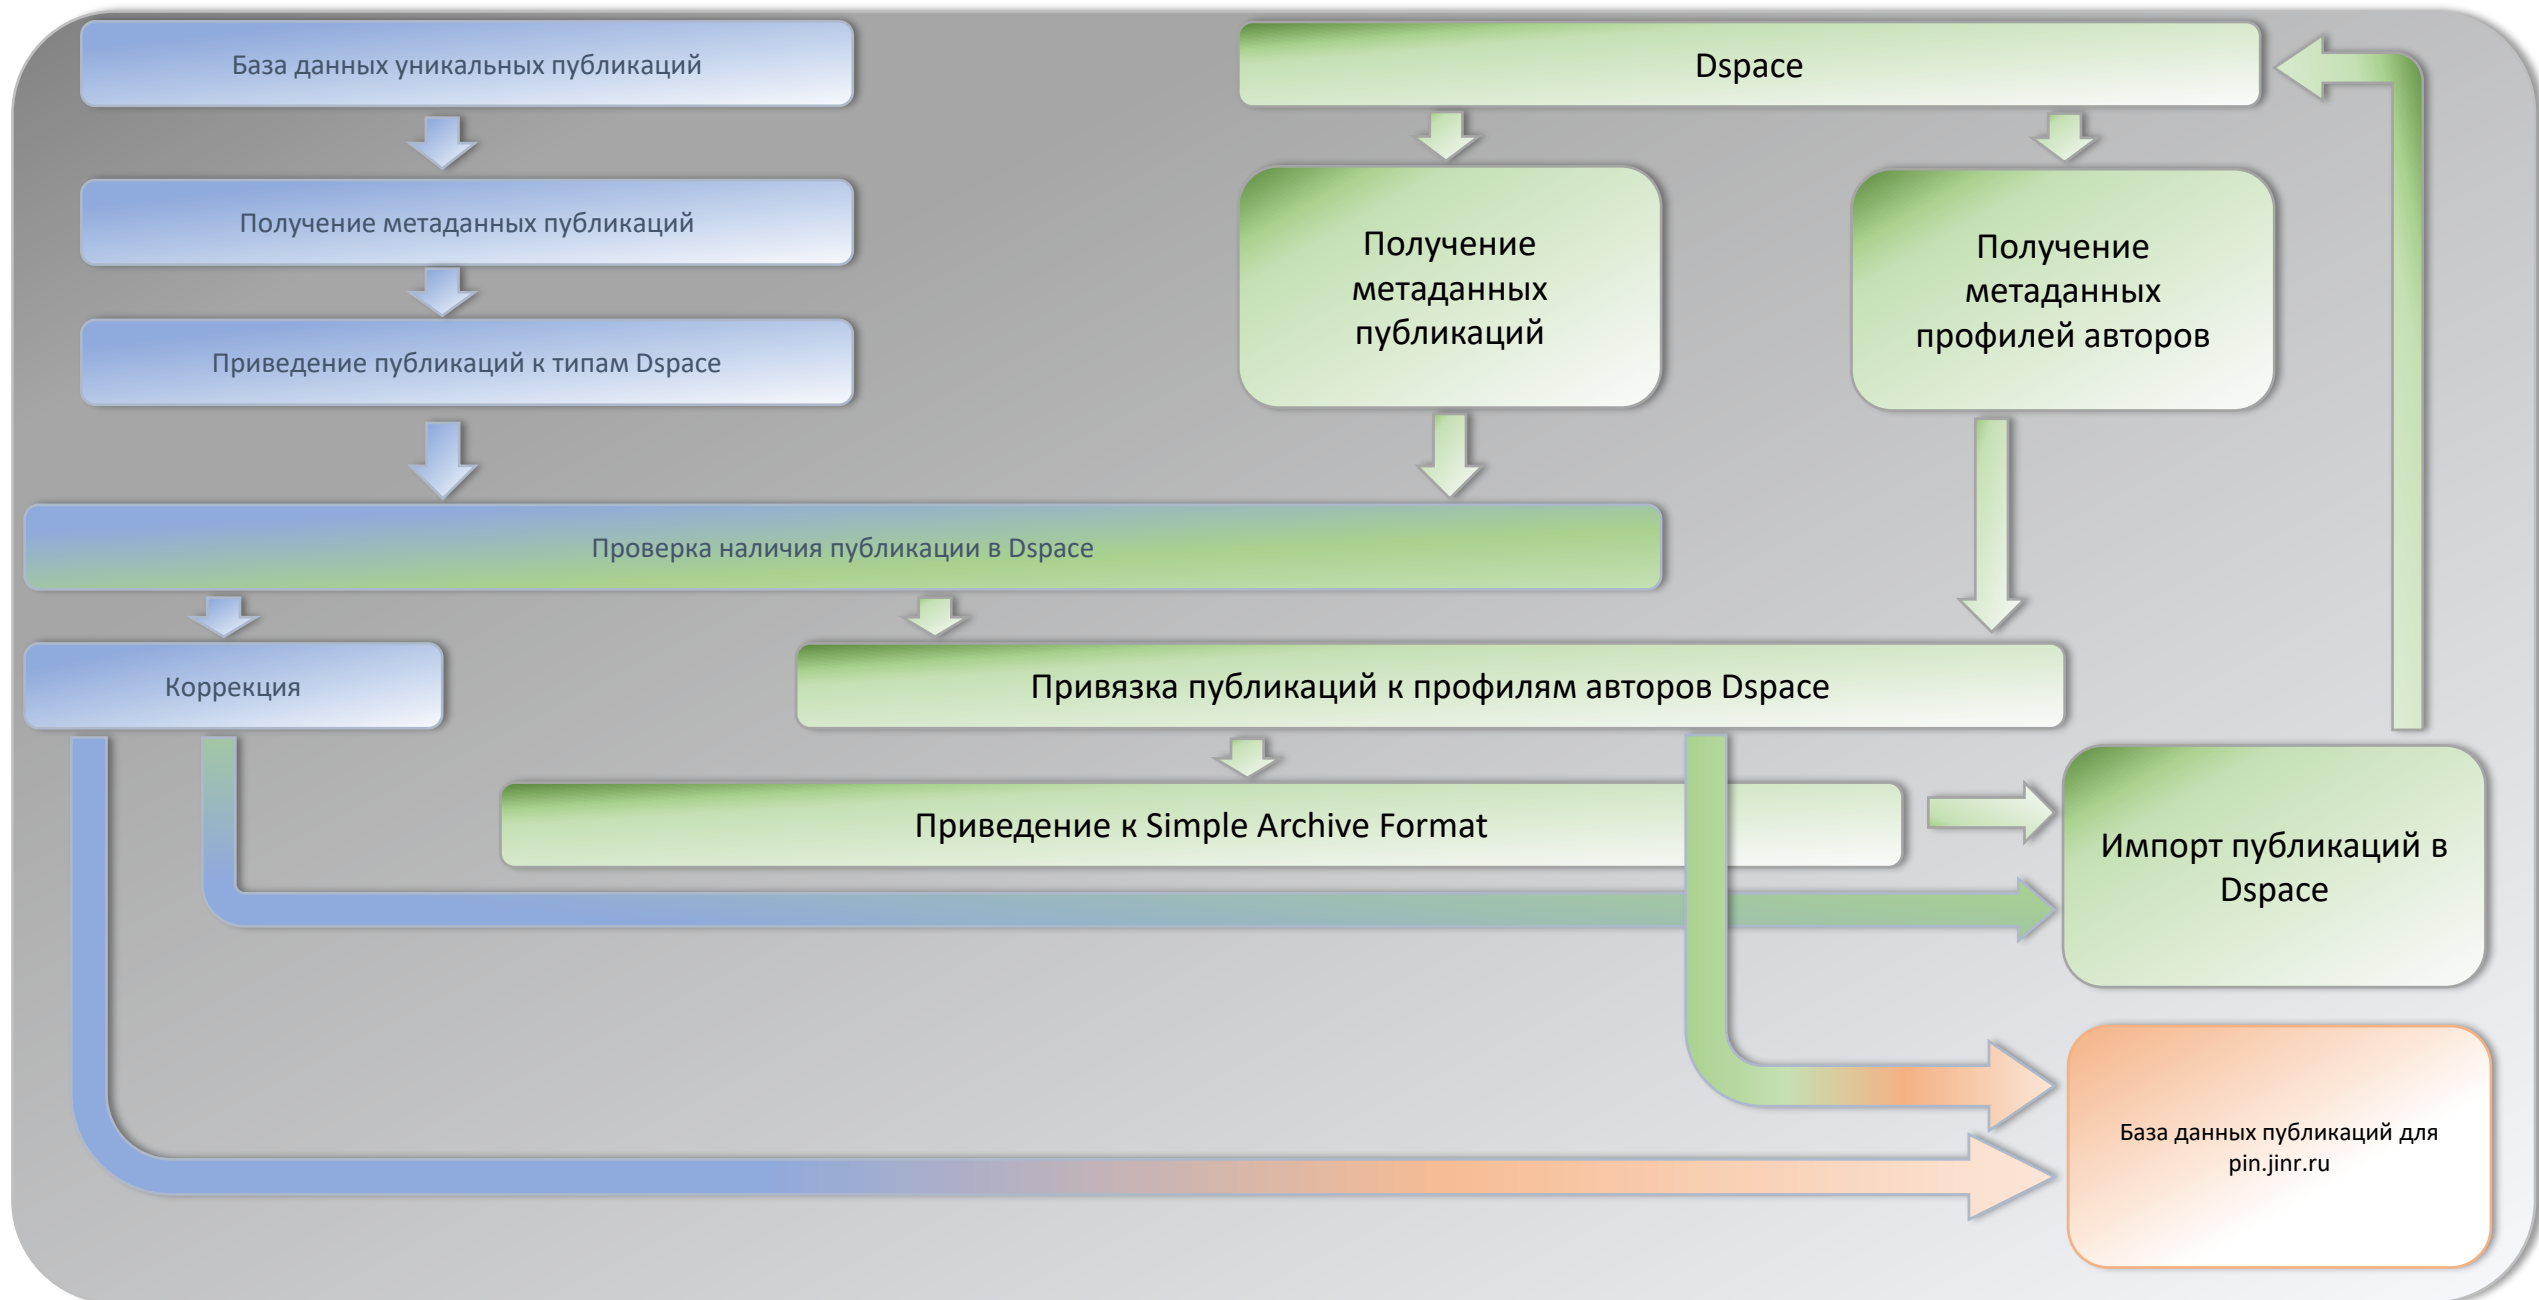 База данных уникальных публикаций
Dspace
Получение метаданных публикаций
Получение
метаданных
публикаций
Получение
метаданных
профилей авторов
Приведение публикаций к типам Dspace
Проверка наличия публикации в Dspace
Коррекция
Привязка публикаций к профилям авторов Dspace
Приведение к Simple Archive Format
Импорт публикаций в
Dspace
База данных публикаций для
pin.jinr.ru